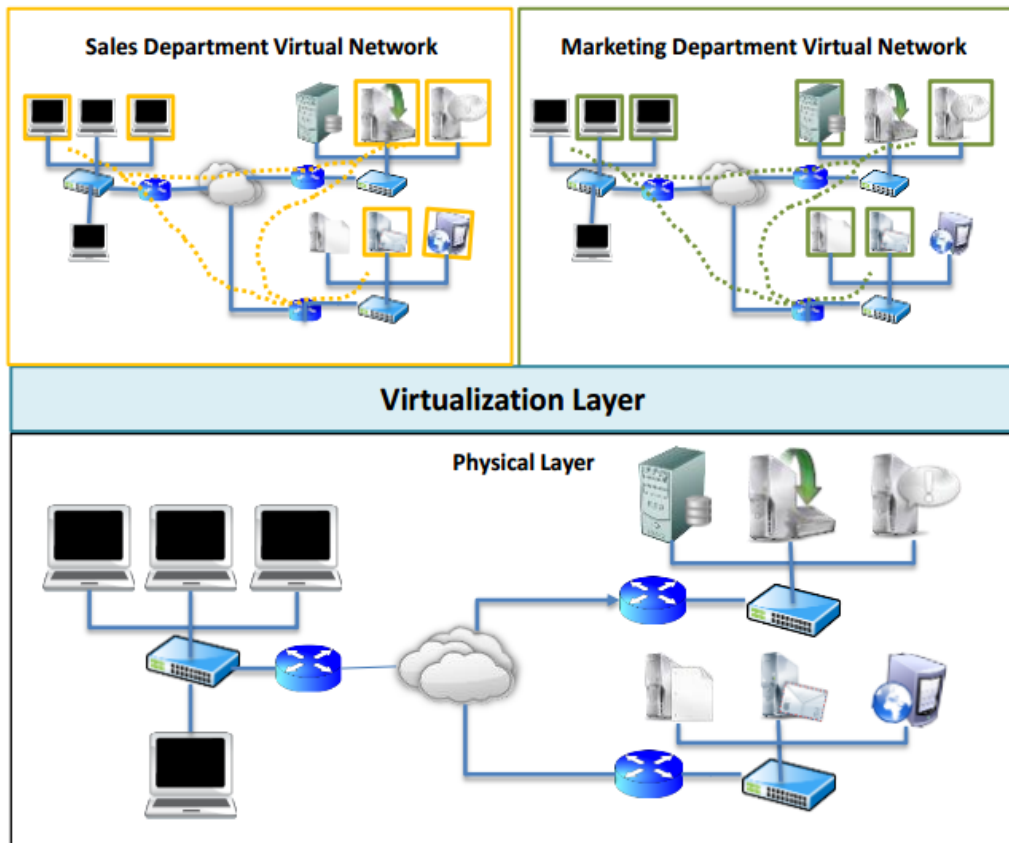 Sales Department Virtual Network
Marketing Department Virtual Network
Virtualization Layer
Physical Layer